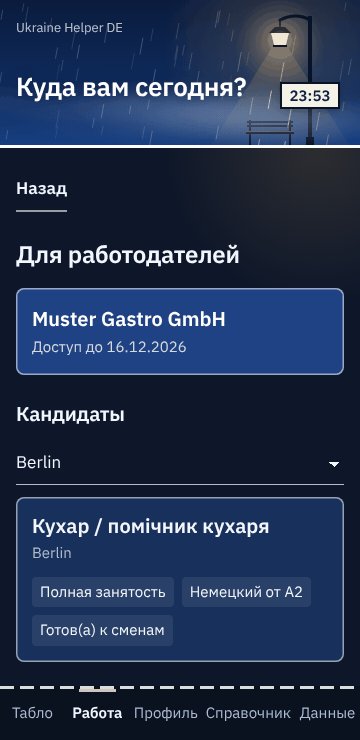 Ukraine Helper DE
Куда вам сегодня?
23:53
Назад
Для работодателей
Muster Gastro GmbH
Доступ до 16.12.2026
Кандидаты
Berlin
Кухар / помічник кухаря
Berlin
Полная занятость
Немецкий от A2
Готов(а) к сменам
Табло
Работа
Профиль
Справочник
Данные